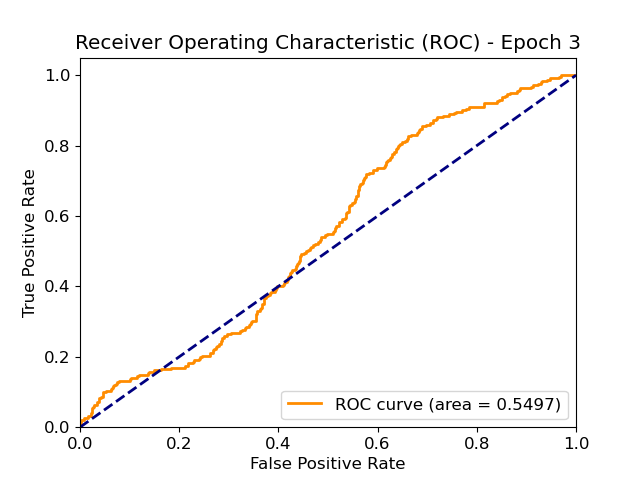 Receiver Operating Characteristic (ROC) - Epoch 3
1.0
0.8
0.6
0.4
0.2
0.0
True Positive Rate
ROC curve (area = 0.5497)
0.0 0.2 0.4 0.6 0.8 1.0
False Positive Rate